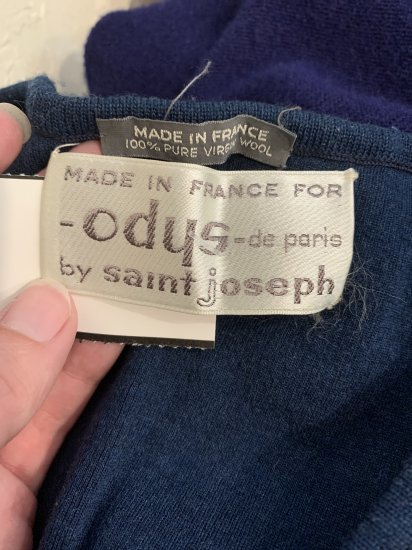 MADE IN FRANCE
100% PURE VIRGIN WOOL
MADE IN FRANCE FOR
-odys-de paris
by saint joseph